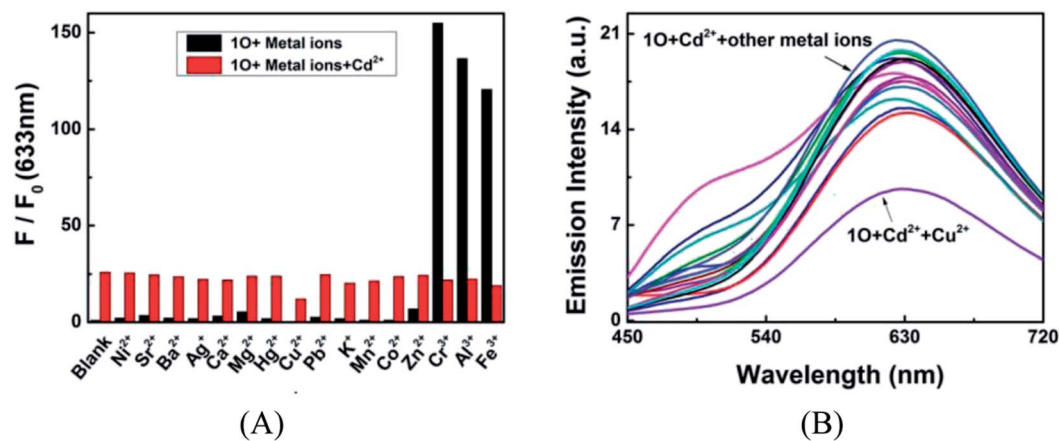 A
150
100
50
0
F / F₀ (633nm)
1O+ Metal ions
1O+ Metal ions+Cd²⁺
Blank
Ni²⁺
Sr²⁺
Ba²⁺
Ag⁺
Ca²⁺
Mg²⁺
Hg²⁺
Cu²⁺
Pb²⁺
K⁺
Mn²⁺
Co²⁺
Zn²⁺
Cr³⁺
Al³⁺
Fe³⁺
(A)
B
21
14
7
0
Emission Intensity (a.u.)
1O+Cd²⁺+other metal ions
1O+Cd²⁺+Cu²⁺
450
540
630
720
Wavelength (nm)
(B)